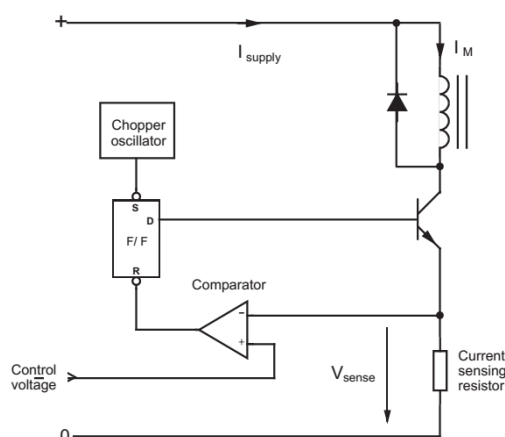 +
I supply
I M
Chopper
oscillator
S
D
F/ F
R
Comparator
−
+
Control
voltage
V sense
Current
sensing
resistor
0